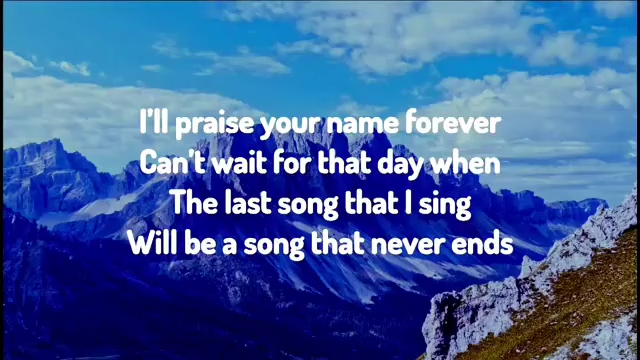 I'll praise your name forever
Can't wait for that day when
The last song that I sing
Will be a song that never ends